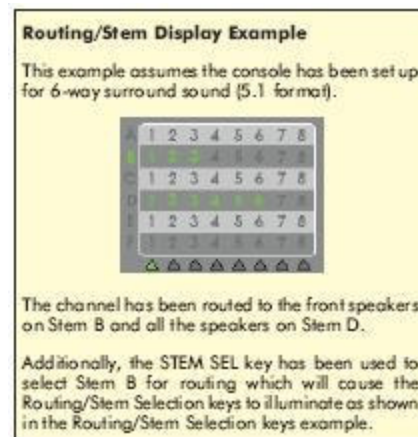 Routing/Stem Display Example
This example assumes the console has been set up
for 6-way surround sound (5.1 format).
A 1 2 3 4 5 6 7 8
B 1 2 3 4 5 6 7 8
C 1 2 3 4 5 6 7 8
D 1 2 3 4 5 6 7 8
E 1 2 3 4 5 6 7 8
F 1 2 3 4 5 6 7 8
The channel has been routed to the front speakers
on Stem B and all the speakers on Stem D.
Additionally, the STEM SEL key has been used to
select Stem B for routing which will cause the
Routing/Stem Selection keys to illuminate as shown
in the Routing/Stem Selection keys example.